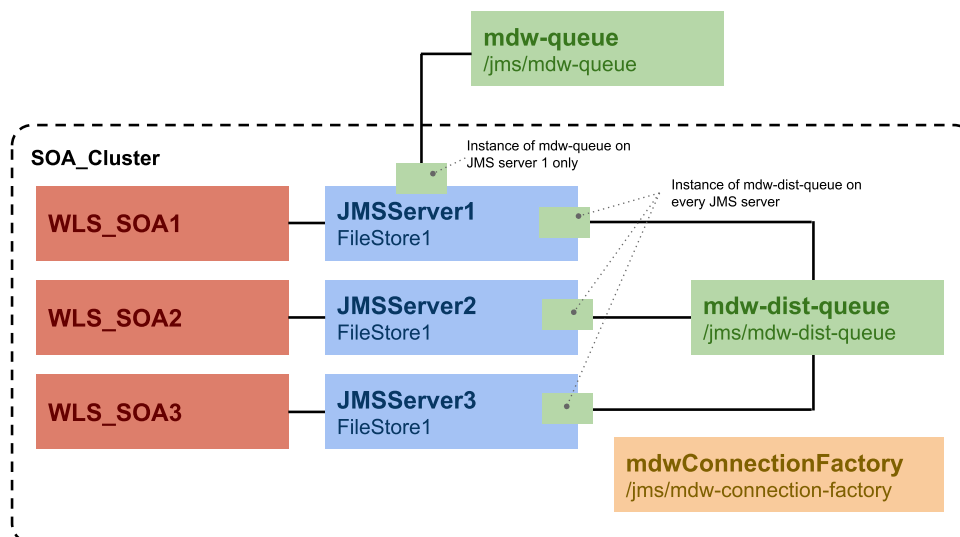 mdw-queue
/jms/mdw-queue
SOA_Cluster
Instance of mdw-queue on
JMS server 1 only
Instance of mdw-dist-queue on
every JMS server
WLS_SOA1
JMSServer1
FileStore1
WLS_SOA2
JMSServer2
FileStore1
mdw-dist-queue
/jms/mdw-dist-queue
WLS_SOA3
JMSServer3
FileStore1
mdwConnectionFactory
/jms/mdw-connection-factory